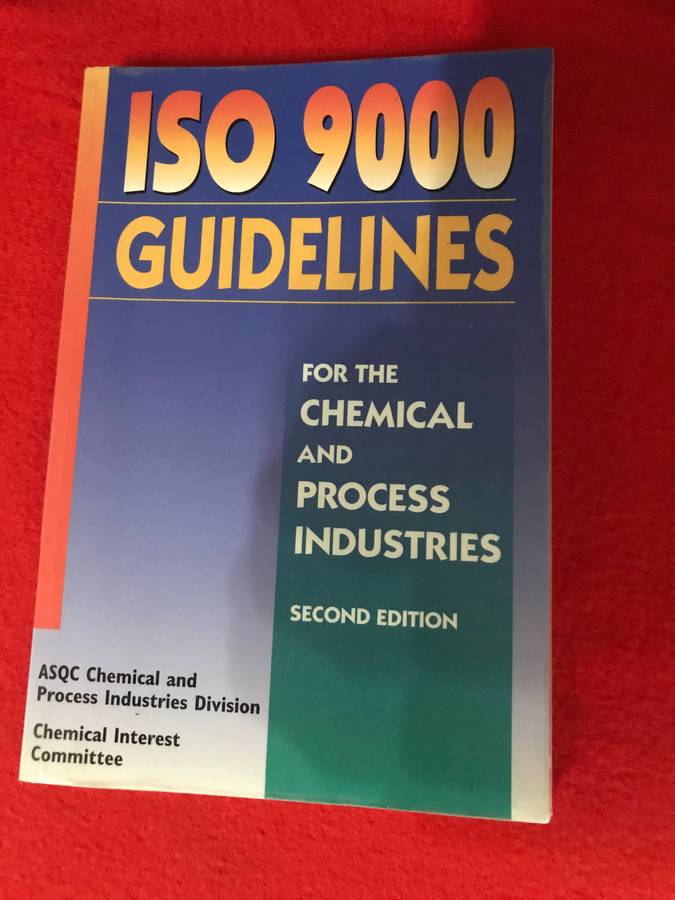 ISO 9000
GUIDELINES
FOR THE
CHEMICAL
AND
PROCESS
INDUSTRIES
SECOND EDITION
ASQC Chemical and
Process Industries Division
Chemical Interest
Committee